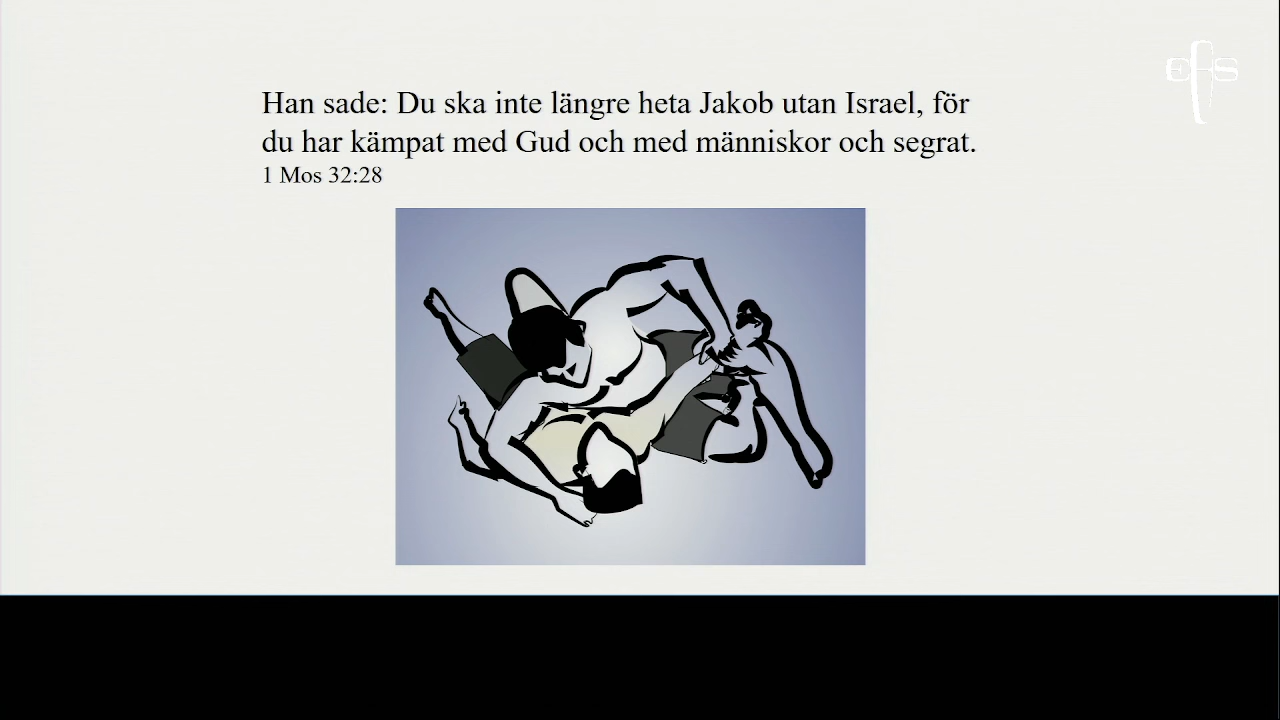 EFS
Han sade: Du ska inte längre heta Jakob utan Israel, för
du har kämpat med Gud och med människor och segrat.
1 Mos 32:28